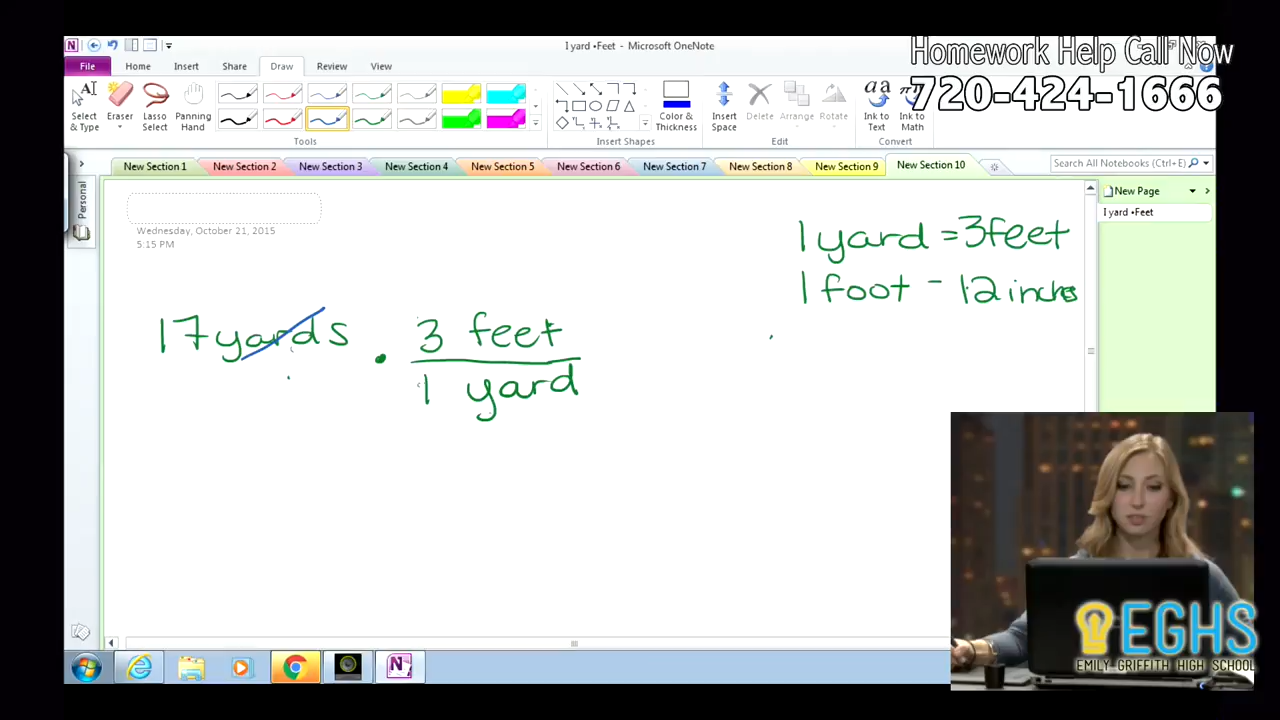 1 yard •Feet - Microsoft OneNote
Homework Help Call Now
720-424-1666
File Home Insert Share Draw Review View
Select & Type
Eraser
Lasso Select
Panning Hand
Color & Thickness
Insert Space
Delete
Arrange
Rotate
Ink to Text
Ink to Math
Tools Insert Shapes Edit Convert
New Section 1 New Section 2 New Section 3 New Section 4 New Section 5 New Section 6 New Section 7 New Section 8 New Section 9 New Section 10
Search All Notebooks (Ctrl+E)
Personal
New Page
1 yard •Feet
Wednesday, October 21, 2015
5:15 PM
1 yard = 3 feet
1 foot - 12 inches
17 yards • 3 feet
1 yard
EGHS
EMILY GRIFFITH HIGH SCHOOL